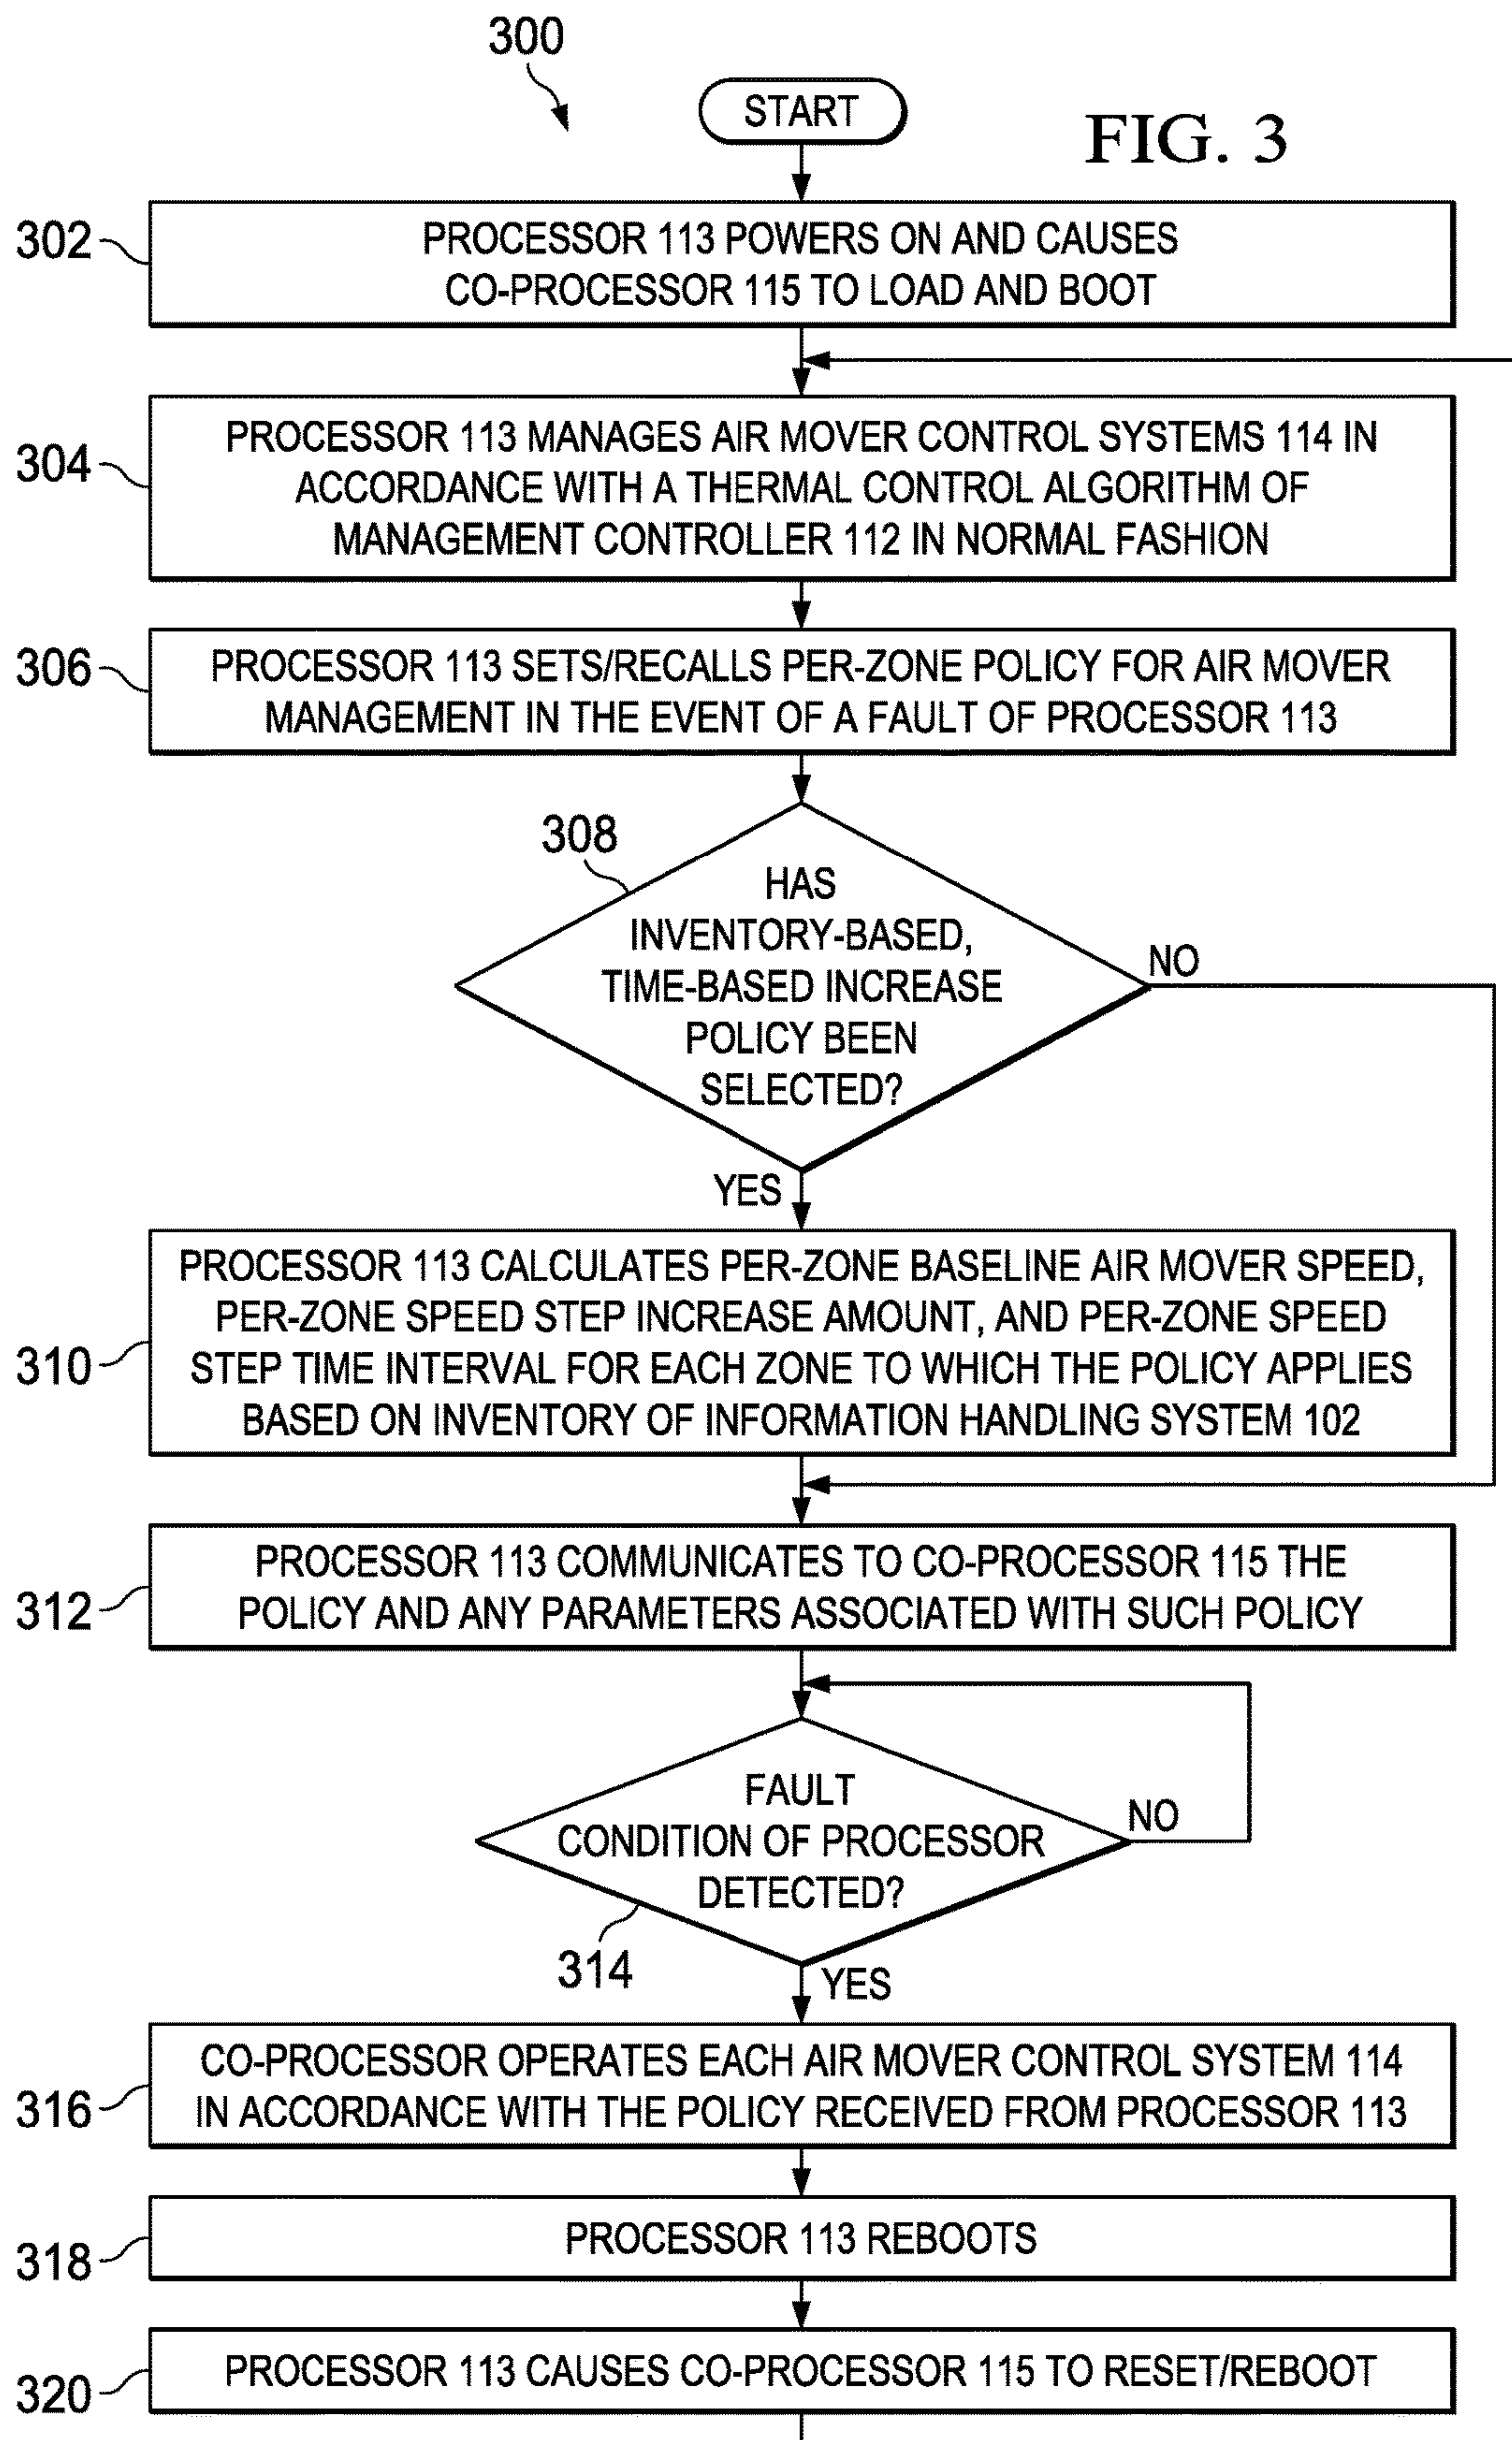 300
START
FIG. 3
302
PROCESSOR 113 POWERS ON AND CAUSES
CO-PROCESSOR 115 TO LOAD AND BOOT
304
PROCESSOR 113 MANAGES AIR MOVER CONTROL SYSTEMS 114 IN
ACCORDANCE WITH A THERMAL CONTROL ALGORITHM OF
MANAGEMENT CONTROLLER 112 IN NORMAL FASHION
306
PROCESSOR 113 SETS/RECALLS PER-ZONE POLICY FOR AIR MOVER
MANAGEMENT IN THE EVENT OF A FAULT OF PROCESSOR 113
308
HAS
INVENTORY-BASED,
TIME-BASED INCREASE
POLICY BEEN
SELECTED?
NO
YES
310
PROCESSOR 113 CALCULATES PER-ZONE BASELINE AIR MOVER SPEED,
PER-ZONE SPEED STEP INCREASE AMOUNT, AND PER-ZONE SPEED
STEP TIME INTERVAL FOR EACH ZONE TO WHICH THE POLICY APPLIES
BASED ON INVENTORY OF INFORMATION HANDLING SYSTEM 102
312
PROCESSOR 113 COMMUNICATES TO CO-PROCESSOR 115 THE
POLICY AND ANY PARAMETERS ASSOCIATED WITH SUCH POLICY
FAULT
CONDITION OF PROCESSOR
DETECTED?
NO
314
YES
316
CO-PROCESSOR OPERATES EACH AIR MOVER CONTROL SYSTEM 114
IN ACCORDANCE WITH THE POLICY RECEIVED FROM PROCESSOR 113
318
PROCESSOR 113 REBOOTS
320
PROCESSOR 113 CAUSES CO-PROCESSOR 115 TO RESET/REBOOT